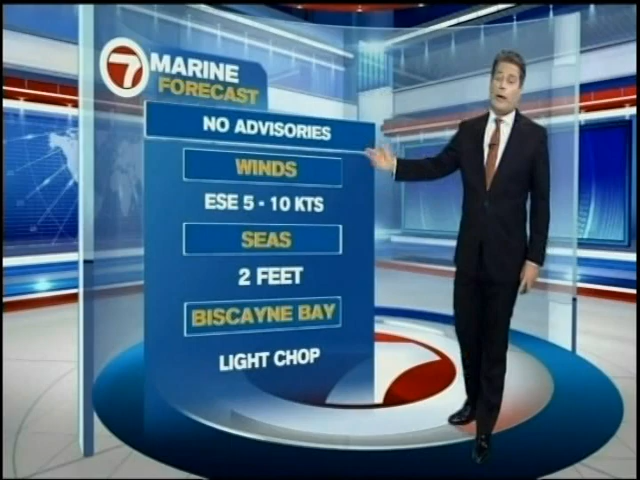 7 MARINE
FORECAST
NO ADVISORIES
WINDS
ESE 5 - 10 KTS
SEAS
2 FEET
BISCAYNE BAY
LIGHT CHOP